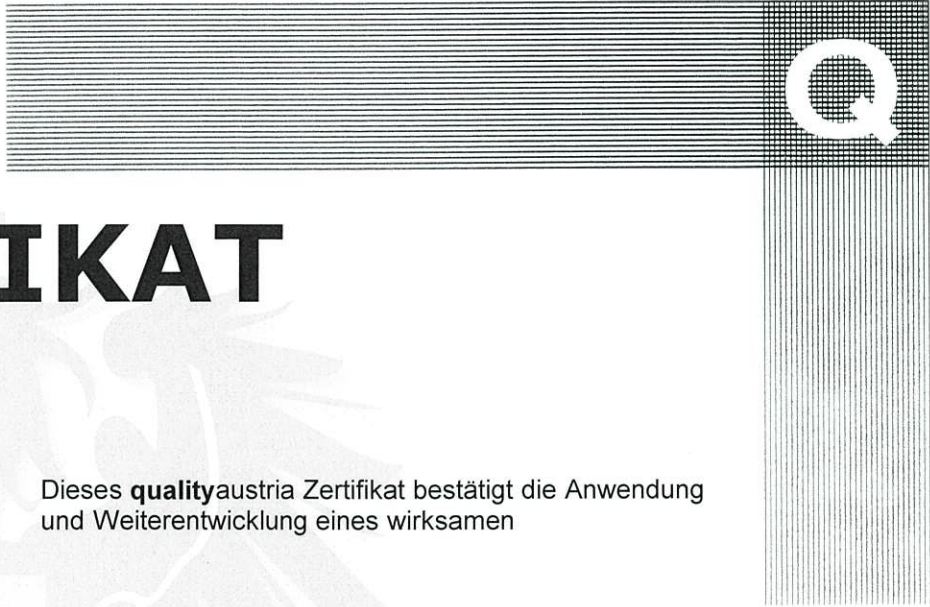 Q
IKAT
Dieses qualityaustria Zertifikat bestätigt die Anwendung
und Weiterentwicklung eines wirksamen